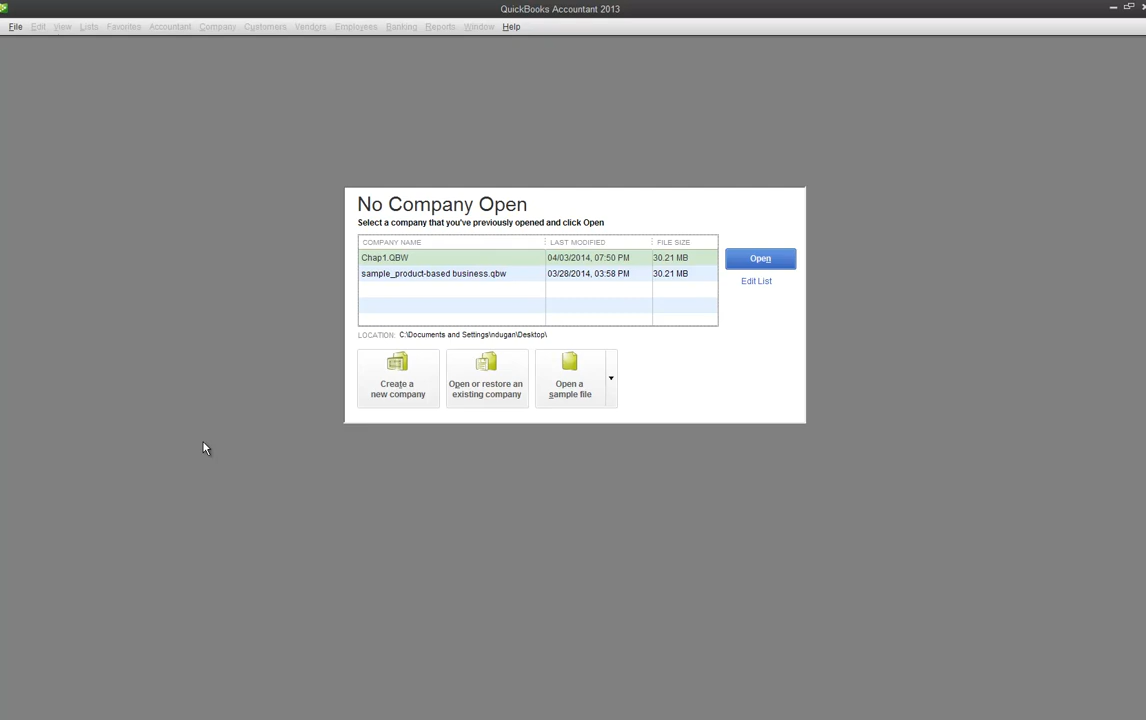 QuickBooks Accountant 2013
File Edit View Lists Favorites Accountant Company Customers Vendors Employees Banking Reports Window Help
No Company Open
Select a company that you've previously opened and click Open
COMPANY NAME LAST MODIFIED FILE SIZE
Chap1.QBW 04/03/2014, 07:50 PM 30.21 MB
Open
sample_product-based business.qbw 03/28/2014, 03:58 PM 30.21 MB
Edit List
LOCATION: C:\Documents and Settings\ndugan\Desktop\
Create a
new company
Open or restore an
existing company
Open a
sample file